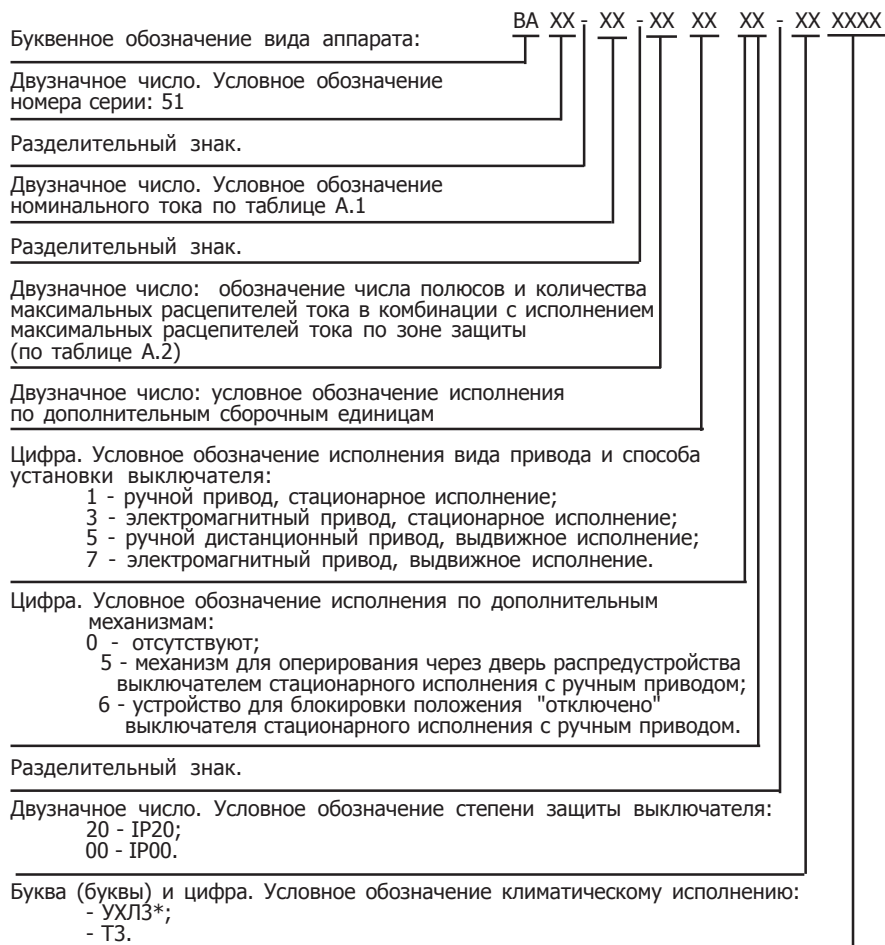 ВА XX - XX - XX XX XX - XX XXXX
Буквенное обозначение вида аппарата:
Двузначное число. Условное обозначение
номера серии: 51
Разделительный знак.
Двузначное число. Условное обозначение
номинального тока по таблице А.1
Разделительный знак.
Двузначное число: обозначение числа полюсов и количества
максимальных расцепителей тока в комбинации с исполнением
максимальных расцепителей тока по зоне защиты
(по таблице А.2)
Двузначное число: условное обозначение исполнения
по дополнительным сборочным единицам
Цифра. Условное обозначение исполнения вида привода и способа
установки выключателя:
1 - ручной привод, стационарное исполнение;
3 - электромагнитный привод, стационарное исполнение;
5 - ручной дистанционный привод, выдвижное исполнение;
7 - электромагнитный привод, выдвижное исполнение.
Цифра. Условное обозначение исполнения по дополнительным
механизмам:
0 - отсутствуют;
5 - механизм для оперирования через дверь распредустройства
выключателем стационарного исполнения с ручным приводом;
6 - устройство для блокировки положения "отключено"
выключателя стационарного исполнения с ручным приводом.
Разделительный знак.
Двузначное число. Условное обозначение степени защиты выключателя:
20 - IP20;
00 - IP00.
Буква (буквы) и цифра. Условное обозначение климатическому исполнению:
- УХЛ3*;
- Т3.